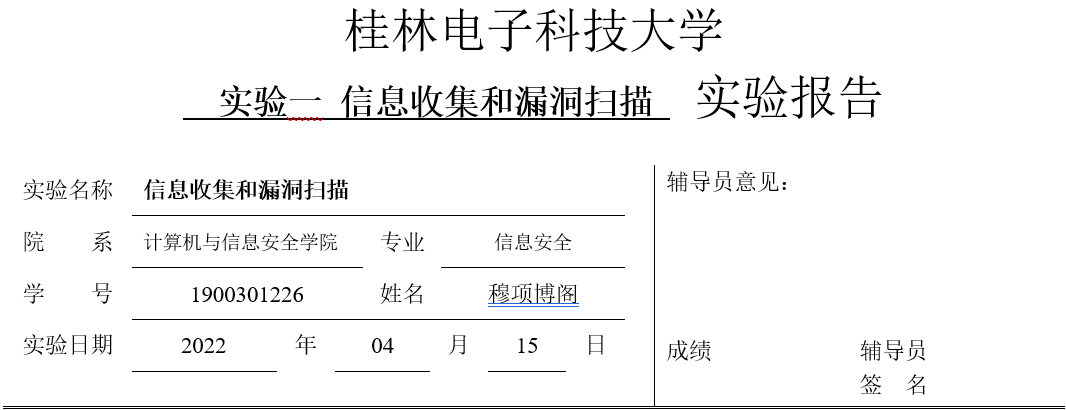 桂林电子科技大学
实验一 信息收集和漏洞扫描 实验报告
实验名称 信息收集和漏洞扫描
院 系 计算机与信息安全学院 专业 信息安全
学 号 1900301226 姓名 穆项博阁
实验日期 2022 年 04 月 15 日
辅导员意见：
成绩 辅导员
签 名